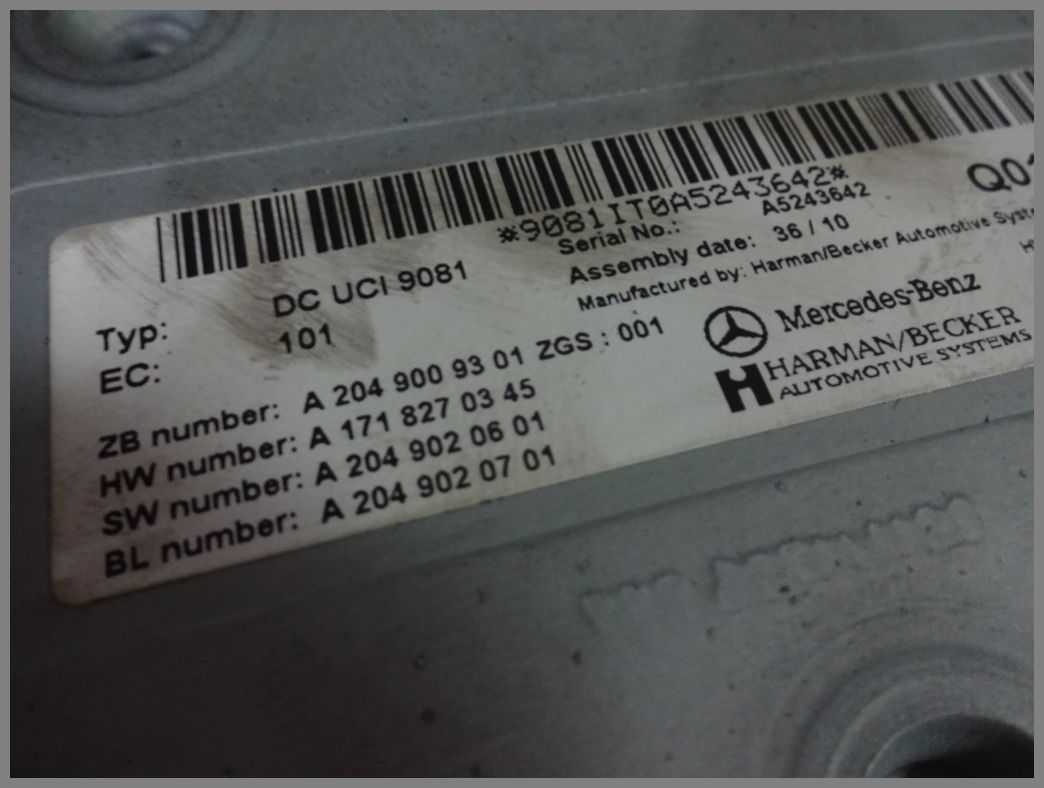 *9081IT0A5243642*
Q01
Serial No.: A5243642
Assembly date: 36 / 10
Manufactured by: Harman/Becker Automotive
Typ: DC UCI 9081
EC: 101
ZB number: A 204 900 93 01 ZGS : 001
HW number: A 171 827 03 45
SW number: A 204 902 06 01
BL number: A 204 902 07 01
Mercedes-Benz
HARMAN/BECKER
AUTOMOTIVE SYSTEMS